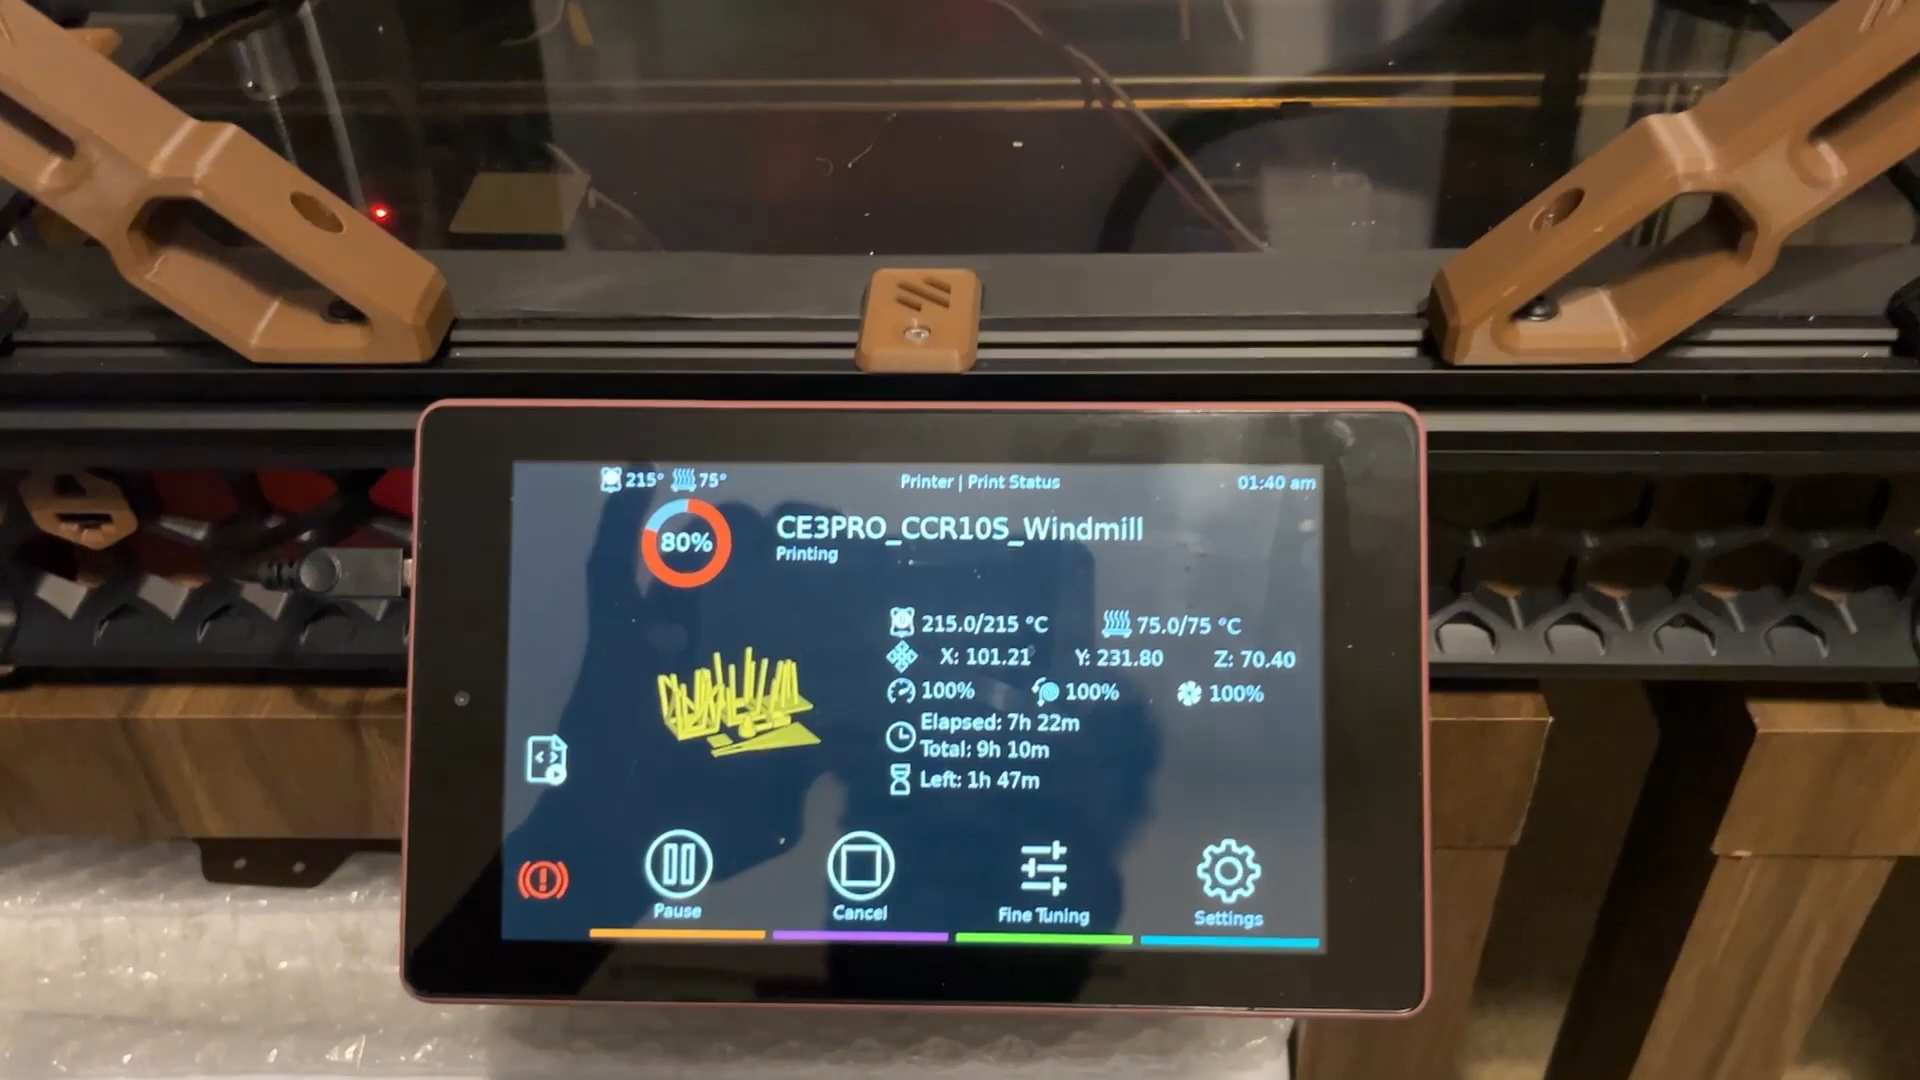 215° 75° Printer | Print Status 01:40 am
80%
CE3PRO_CCR10S_Windmill
Printing
215.0/215 °C 75.0/75 °C
X: 101.21 Y: 231.80 Z: 70.40
100% 100% 100%
Elapsed: 7h 22m
Total: 9h 10m
Left: 1h 47m
Pause Cancel Fine Tuning Settings